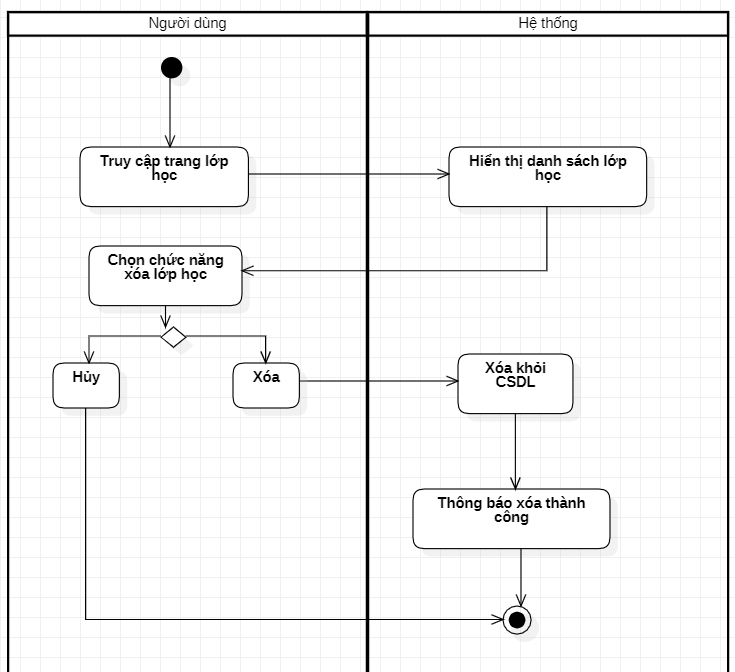 Người dùng
Hệ thống
Truy cập trang lớp
học
Hiển thị danh sách lớp
học
Chọn chức năng
xóa lớp học
Hủy
Xóa
Xóa khỏi
CSDL
Thông báo xóa thành
công